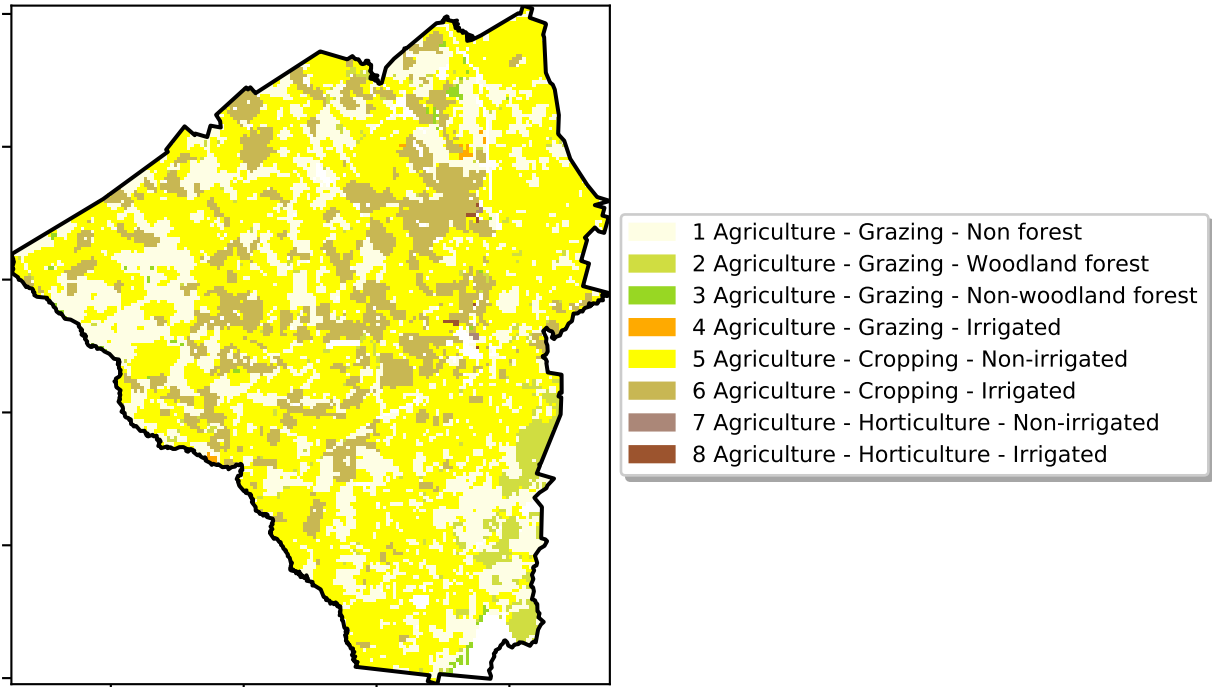 1 Agriculture - Grazing - Non forest
2 Agriculture - Grazing - Woodland forest
3 Agriculture - Grazing - Non-woodland forest
4 Agriculture - Grazing - Irrigated
5 Agriculture - Cropping - Non-irrigated
6 Agriculture - Cropping - Irrigated
7 Agriculture - Horticulture - Non-irrigated
8 Agriculture - Horticulture - Irrigated